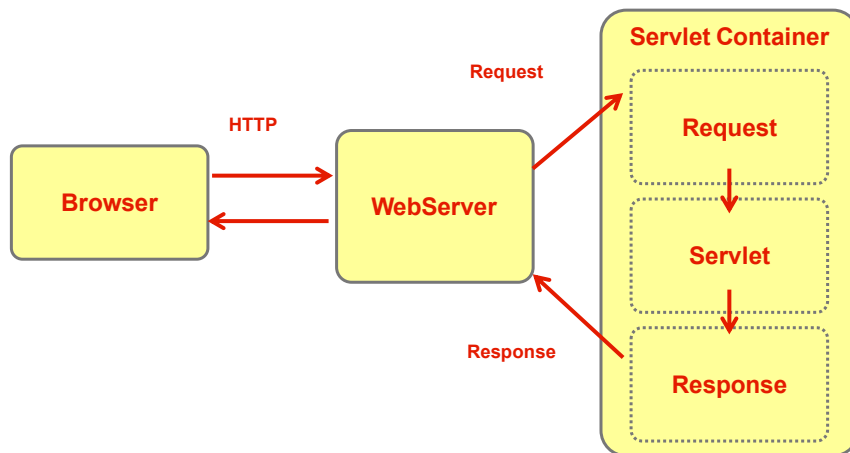 Servlet Container
Request
HTTP
Request
Browser
WebServer
Servlet
Response
Response